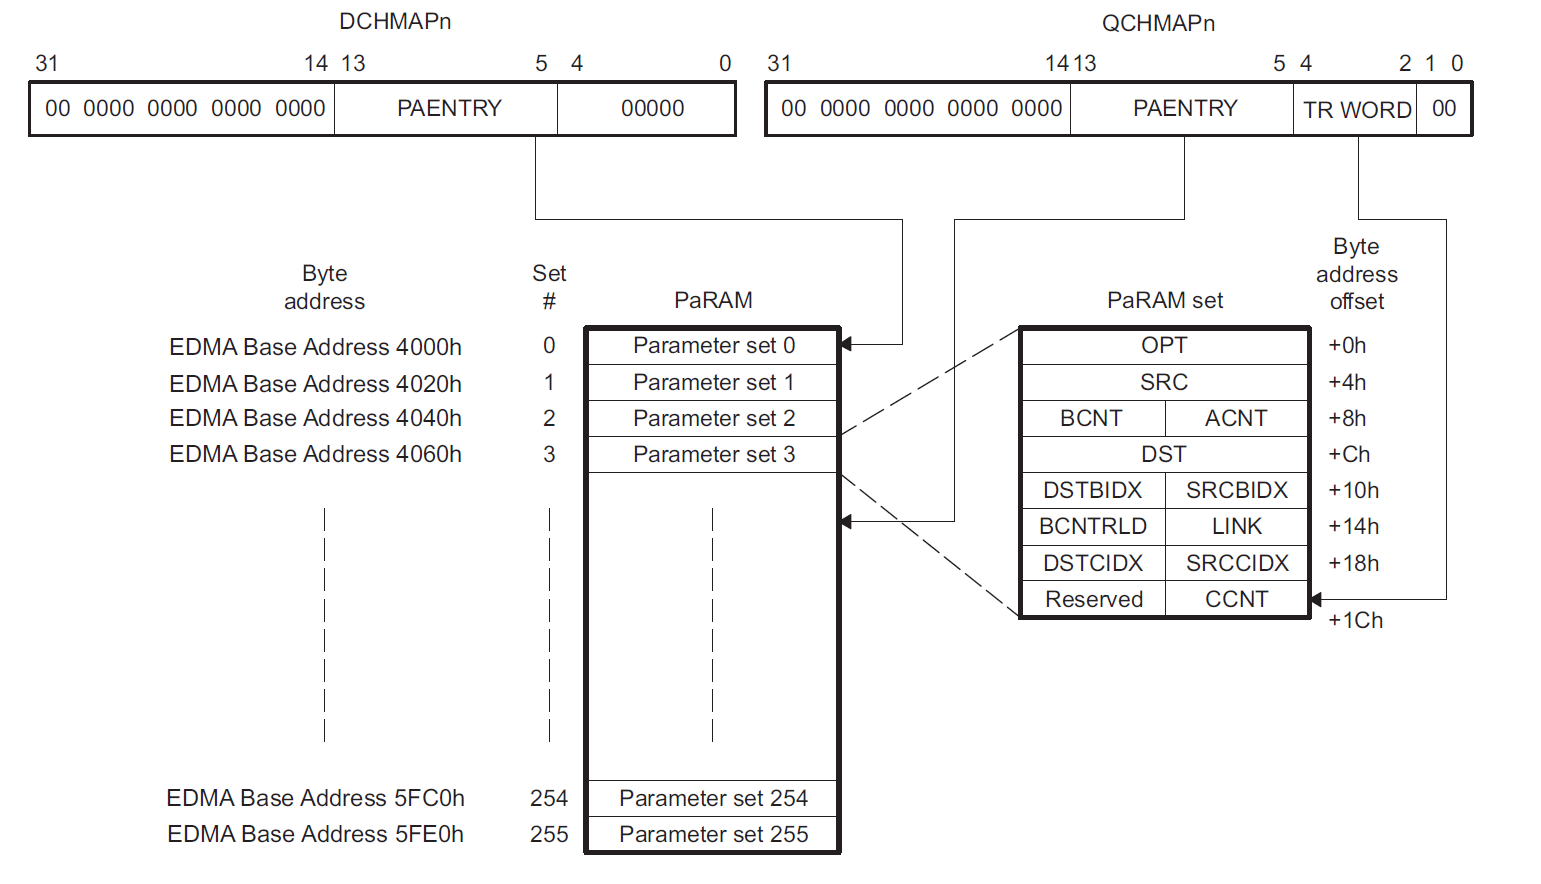 DCHMAPn
QCHMAPn
31 14 13 5 4 0
31 14 13 5 4 2 1 0
00 0000 0000 0000 0000 PAENTRY 00000
00 0000 0000 0000 0000 PAENTRY TR WORD 00
Byte
address
Set
#
PaRAM
PaRAM set
Byte
address
offset
EDMA Base Address 4000h 0 Parameter set 0
EDMA Base Address 4020h 1 Parameter set 1
EDMA Base Address 4040h 2 Parameter set 2
EDMA Base Address 4060h 3 Parameter set 3
OPT +0h
SRC +4h
BCNT ACNT +8h
DST +Ch
DSTBIDX SRCBIDX +10h
BCNTRLD LINK +14h
DSTCIDX SRCCIDX +18h
Reserved CCNT
+1Ch
EDMA Base Address 5FC0h 254 Parameter set 254
EDMA Base Address 5FE0h 255 Parameter set 255